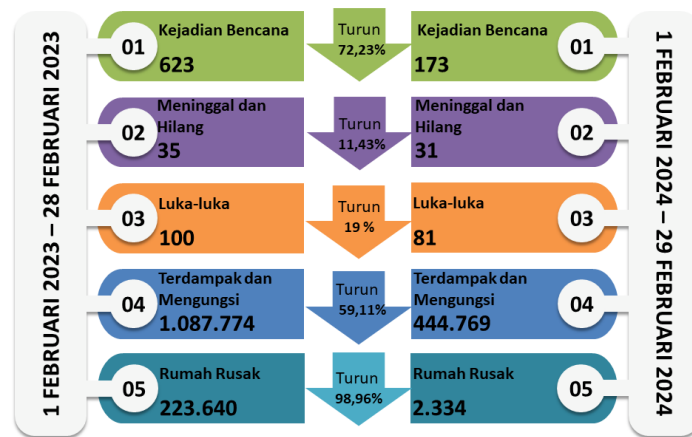 1 FEBRUARI 2023 – 28 FEBRUARI 2023
01
Kejadian Bencana
623
Turun
72,23%
Kejadian Bencana
173
01
02
Meninggal dan
Hilang
35
Turun
11,43%
Meninggal dan
Hilang
31
02
03
Luka-luka
100
Turun
19 %
Luka-luka
81
03
04
Terdampak dan
Mengungsi
1.087.774
Turun
59,11%
Terdampak dan
Mengungsi
444.769
04
05
Rumah Rusak
223.640
Turun
98,96%
Rumah Rusak
2.334
05
1 FEBRUARI 2024 – 29 FEBRUARI 2024